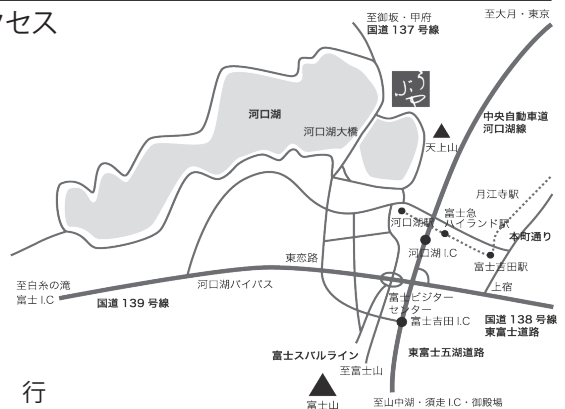 クセス
至御坂・甲府
国道137号線
至大月・東京
ぶうや
河口湖
河口湖大橋
天上山
中央自動車道
河口湖線
月江寺駅
河口湖駅
富士急
ハイランド駅
本町通り
河口湖I.C
富士吉田駅
東恋路
上宿
至白糸の滝
富士I.C
国道139号線
河口湖バイパス
富士ビジター
センター
富士吉田I.C
国道138号線
東富士道路
富士スバルライン
至富士山
東富士五湖道路
富士山
至山中湖・須走I.C・御殿場
行